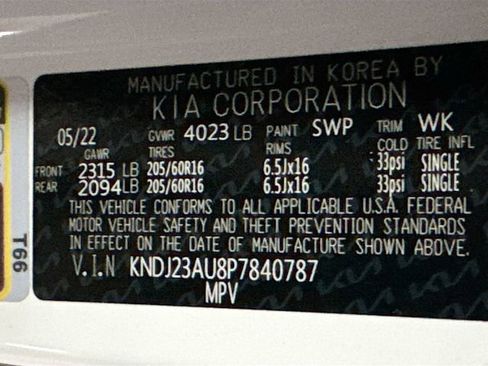 MANUFACTURED IN KOREA BY
KIA CORPORATION
05/22 GVWR 4023 LB PAINT SWP TRIM WK
GAWR TIRES RIMS COLD TIRE INFL
FRONT 2315 LB 205/60R16 6.5Jx16 33psi SINGLE
REAR 2094 LB 205/60R16 6.5Jx16 33psi SINGLE
THIS VEHICLE CONFORMS TO ALL APPLICABLE U.S.A. FEDERAL
MOTOR VEHICLE SAFETY AND THEFT PREVENTION STANDARDS
IN EFFECT ON THE DATE OF MANUFACTURE SHOWN ABOVE.
V.I.N KNDJ23AU8P7840787
MPV
T66